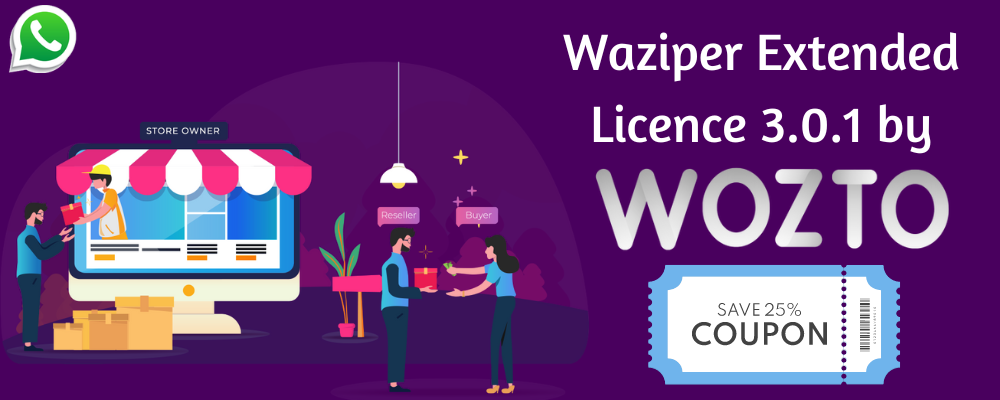 Waziper Extended
Licence 3.0.1 by
WOZTO
STORE OWNER
Reseller
Buyer
SAVE 25%
COUPON